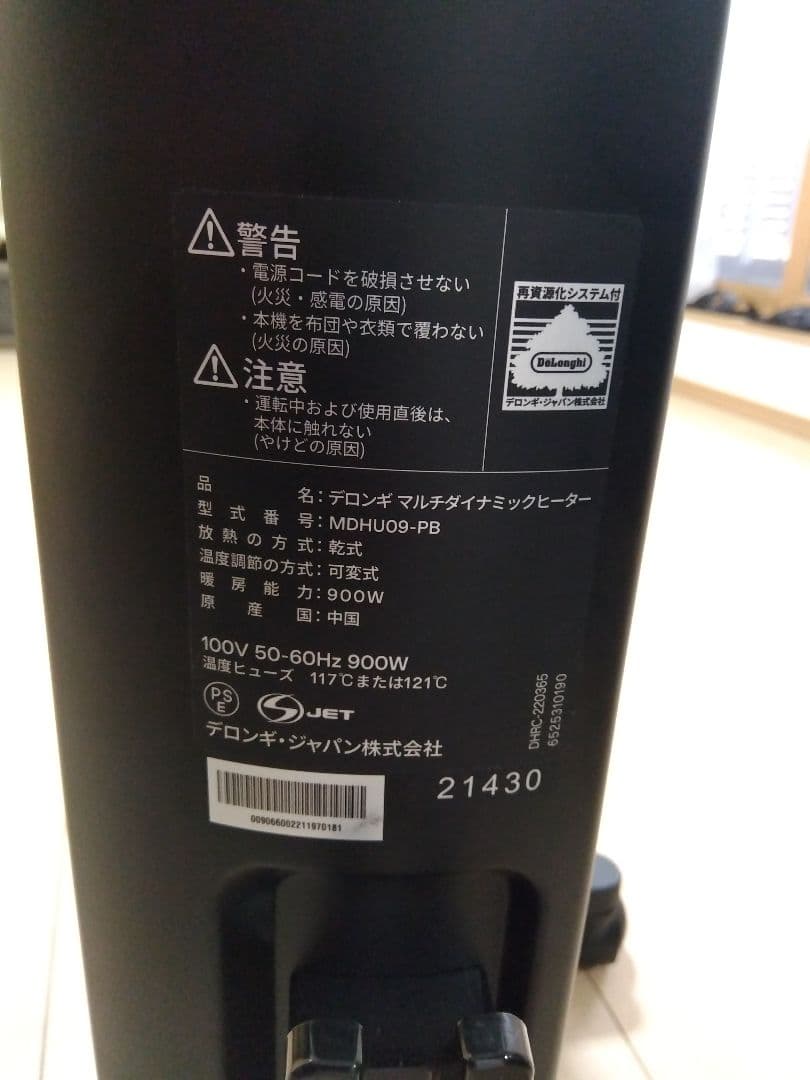 警告
・電源コードを破損させない
(火災・感電の原因)
・本機を布団や衣類で覆わない
(火災の原因)
注意
・運転中および使用直後は、
本体に触れない
(やけどの原因)
再資源化システム付
DeLonghi
デロンギ・ジャパン株式会社
品名:デロンギ マルチダイナミックヒーター
型式番号:MDHU09-PB
放熱の方式:乾式
温度調節の方式:可変式
暖房能力:900W
原産国:中国
100V 50-60Hz 900W
温度ヒューズ 117℃または121℃
PSE
JET
デロンギ・ジャパン株式会社
DHRC-220365
6525310190
21430
009066002211970181